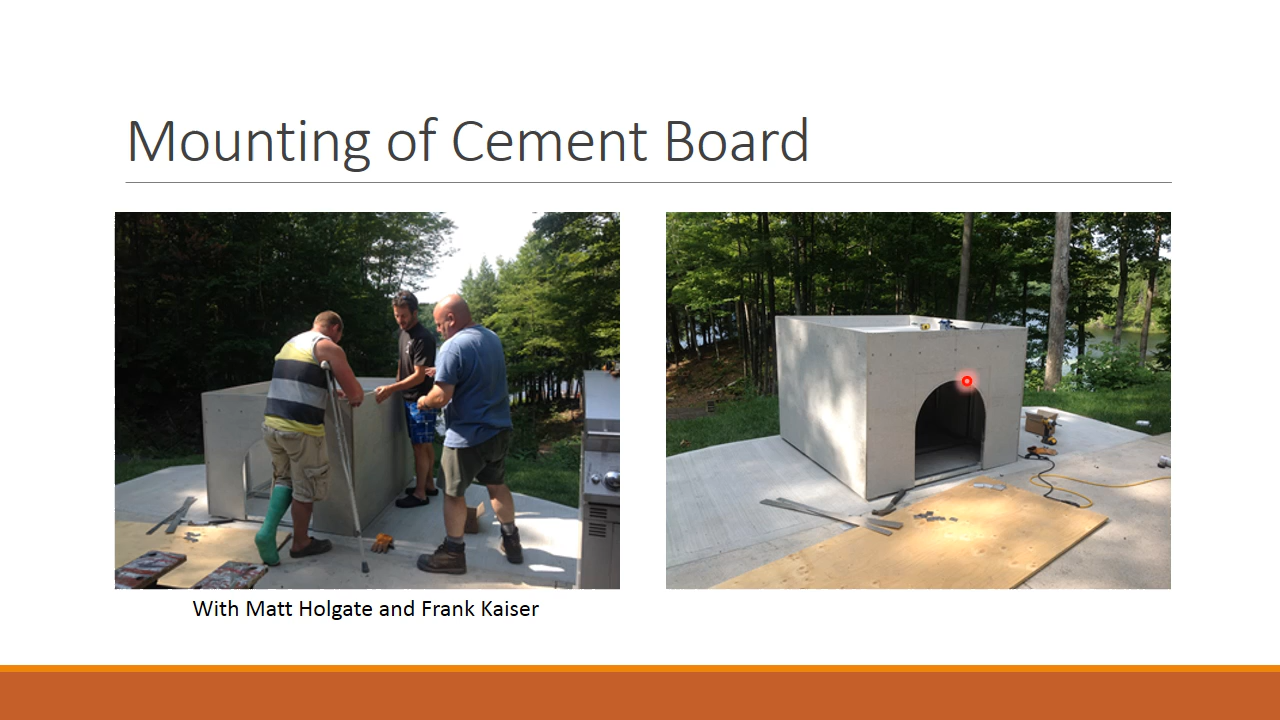 Mounting of Cement Board
With Matt Holgate and Frank Kaiser